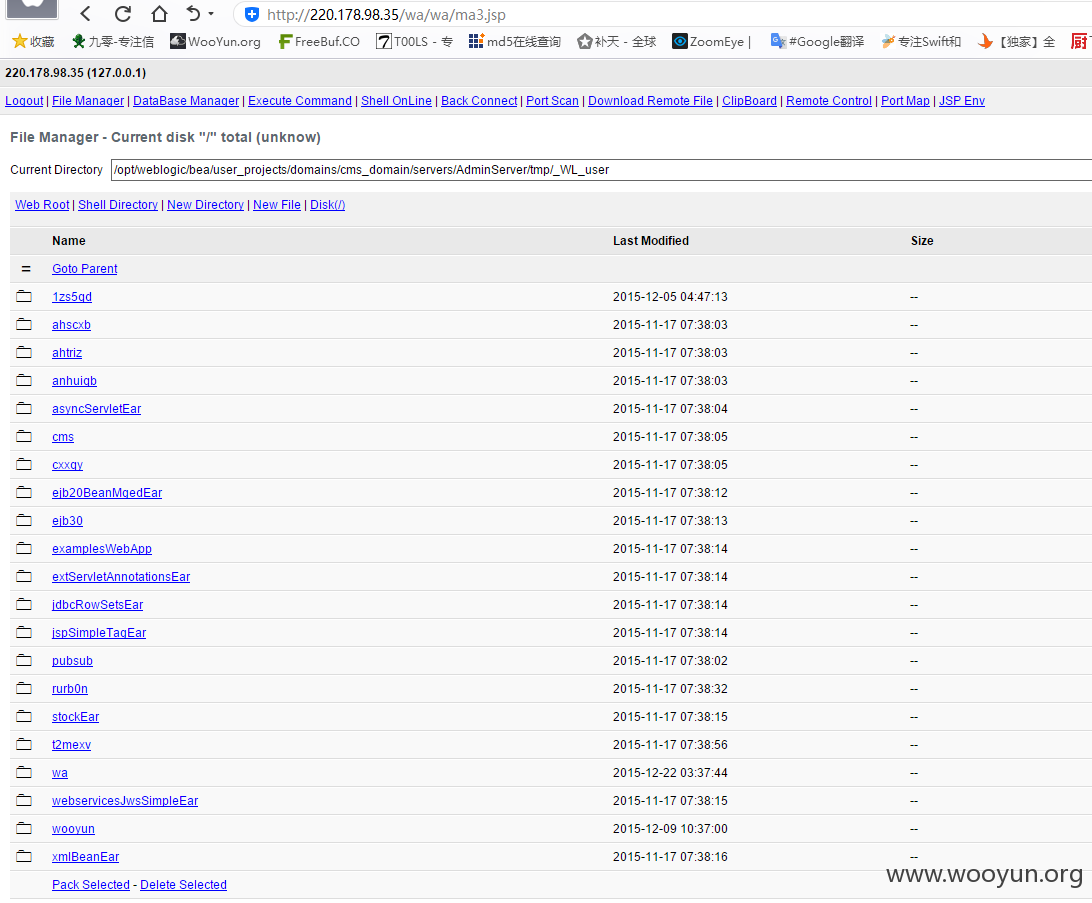 http://220.178.98.35/wa/wa/ma3.jsp
收藏 九零-专注信 WooYun.org FreeBuf.CO T00LS - 专 md5在线查询 补天 - 全球 ZoomEye | #Google翻译 专注Swift和 【独家】全
220.178.98.35 (127.0.0.1)
Logout | File Manager | DataBase Manager | Execute Command | Shell OnLine | Back Connect | Port Scan | Download Remote File | ClipBoard | Remote Control | Port Map | JSP Env
File Manager - Current disk "/" total (unknow)
Current Directory /opt/weblogic/bea/user_projects/domains/cms_domain/servers/AdminServer/tmp/_WL_user
Web Root | Shell Directory | New Directory | New File | Disk(/)
Name Last Modified Size
= Goto Parent
1zs5qd 2015-12-05 04:47:13 --
ahscxb 2015-11-17 07:38:03 --
ahtriz 2015-11-17 07:38:03 --
anhuigb 2015-11-17 07:38:03 --
asyncServletEar 2015-11-17 07:38:04 --
cms 2015-11-17 07:38:05 --
cxxqy 2015-11-17 07:38:05 --
ejb20BeanMgedEar 2015-11-17 07:38:12 --
ejb30 2015-11-17 07:38:13 --
examplesWebApp 2015-11-17 07:38:14 --
extServletAnnotationsEar 2015-11-17 07:38:14 --
jdbcRowSetsEar 2015-11-17 07:38:14 --
jspSimpleTagEar 2015-11-17 07:38:14 --
pubsub 2015-11-17 07:38:02 --
rurb0n 2015-11-17 07:38:32 --
stockEar 2015-11-17 07:38:15 --
t2mexv 2015-11-17 07:38:56 --
wa 2015-12-22 03:37:44 --
webservicesJwsSimpleEar 2015-11-17 07:38:15 --
wooyun 2015-12-09 10:37:00 --
xmlBeanEar 2015-11-17 07:38:16 --
Pack Selected - Delete Selected
www.wooyun.org